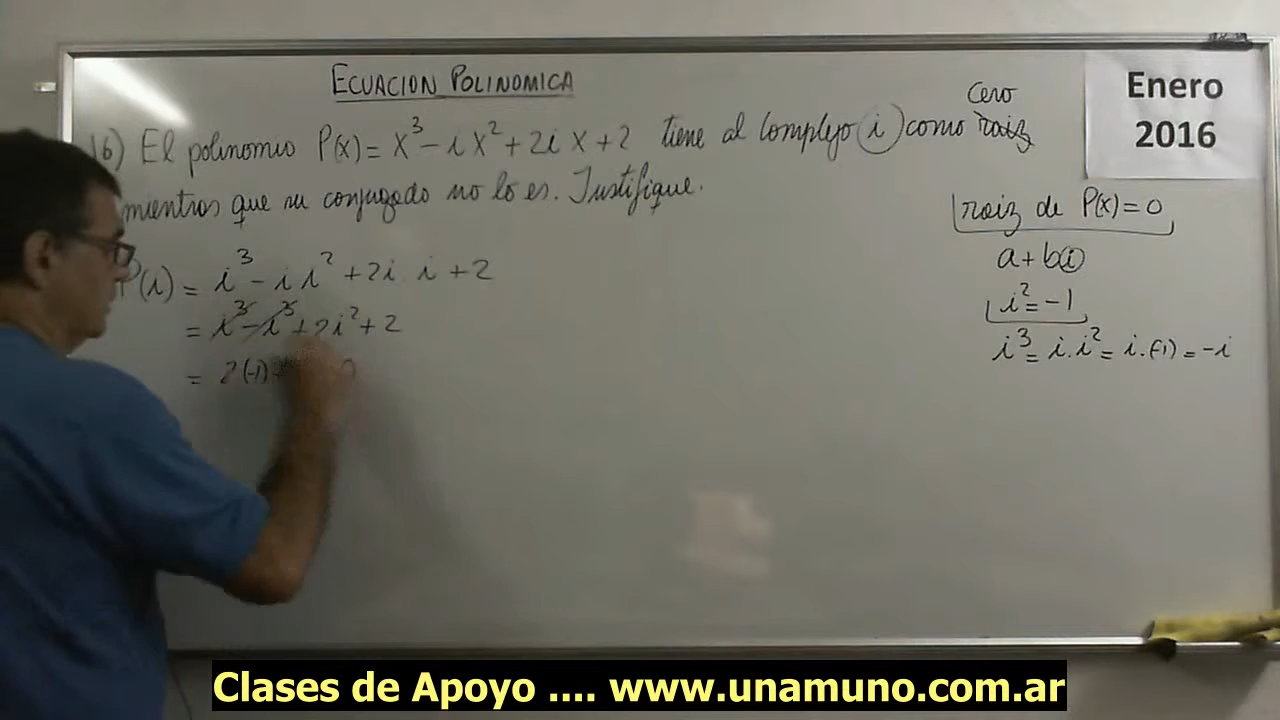 ECUACION POLINOMICA
16) El polinomio P(x) = x³ - i x² + 2i x + 2 tiene al complejo (i) como raiz
Cero
mientras que su conjugado no lo es. Justifique.
P(i) = i³ - i i² + 2i i + 2
= i³ - i³ + 2i² + 2
= 2(-1)
Enero
2016
raiz de P(x) = 0
a + bi
i² = -1
i³ = i . i² = i . (-1) = -i
Clases de Apoyo .... www.unamuno.com.ar